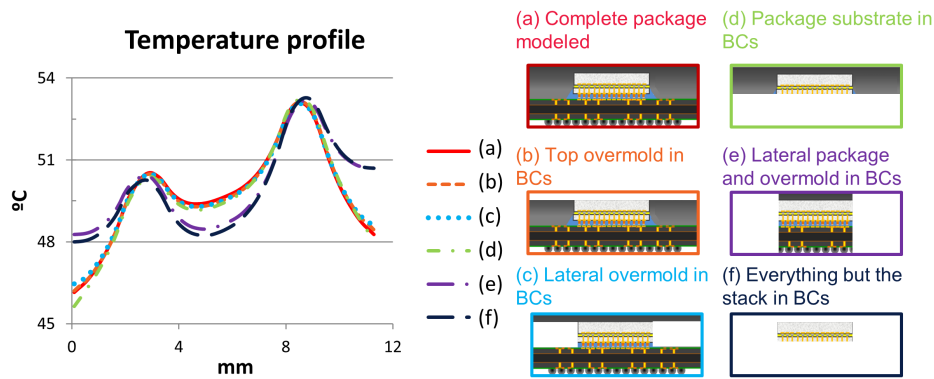 Temperature profile
54
51
48
45
ºC
0
4
8
12
mm
(a)
(b)
(c)
(d)
(e)
(f)
(a) Complete package
modeled
(d) Package substrate in
BCs
(b) Top overmold in
BCs
(e) Lateral package
and overmold in BCs
(c) Lateral overmold in
BCs
(f) Everything but the
stack in BCs